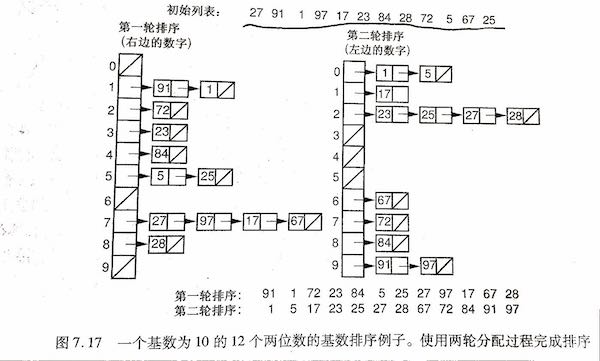 初始列表: 27 91 1 97 17 23 84 28 72 5 67 25
第一轮排序
(右边的数字)
0
1 91 1
2 72
3 23
4 84
5 5 25
6
7 27 97 17 67
8 28
9
第二轮排序
(左边的数字)
0 1 5
1 17
2 23 25 27 28
3
4
5
6 67
7 72
8 84
9 91 97
第一轮排序: 91 1 72 23 84 5 25 27 97 17 67 28
第二轮排序: 1 5 17 23 25 27 28 67 72 84 91 97
图 7.17 一个基数为 10 的 12 个两位数的基数排序例子。使用两轮分配过程完成排序